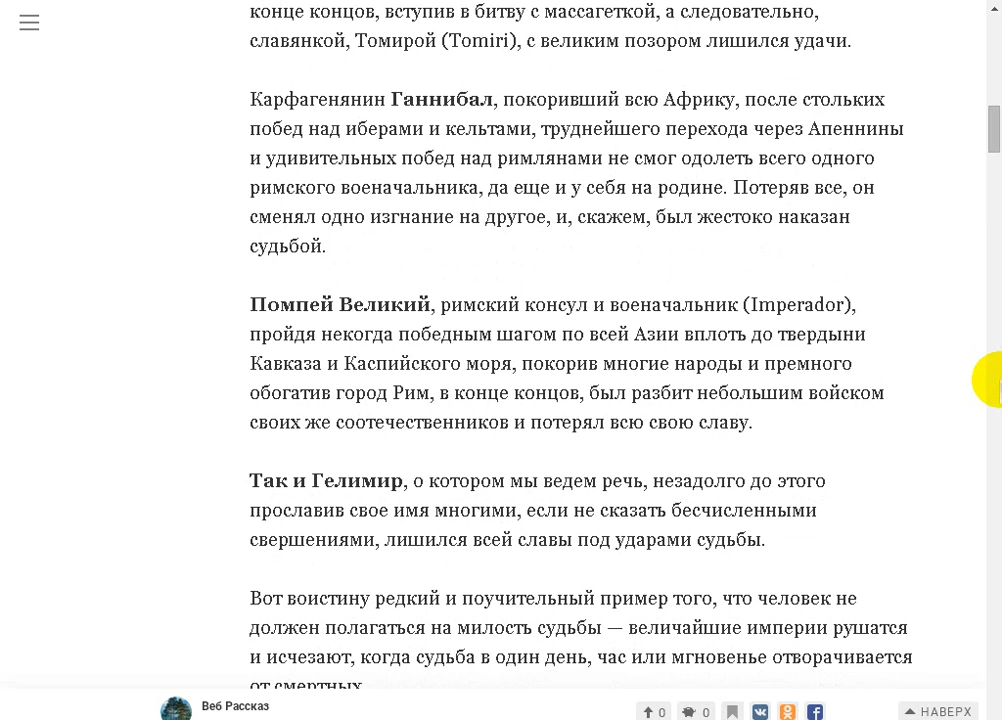 конце концов, вступив в битву с массагеткой, а следовательно,
славянкой, Томирой (Tomiri), с великим позором лишился удачи.
Карфагенянин Ганнибал, покоривший всю Африку, после стольких
побед над иберами и кельтами, труднейшего перехода через Апеннины
и удивительных побед над римлянами не смог одолеть всего одного
римского военачальника, да еще и у себя на родине. Потеряв все, он
сменял одно изгнание на другое, и, скажем, был жестоко наказан
судьбой.
Помпей Великий, римский консул и военачальник (Imperador),
пройдя некогда победным шагом по всей Азии вплоть до твердыни
Кавказа и Каспийского моря, покорив многие народы и премного
обогатив город Рим, в конце концов, был разбит небольшим войском
своих же соотечественников и потерял всю свою славу.
Так и Гелимир, о котором мы ведем речь, незадолго до этого
прославив свое имя многими, если не сказать бесчисленными
свершениями, лишился всей славы под ударами судьбы.
Вот воистину редкий и поучительный пример того, что человек не
должен полагаться на милость судьбы — величайшие империи рушатся
и исчезают, когда судьба в один день, час или мгновенье отворачивается
от смертных
Веб Рассказ
0 0 НАВЕРХ